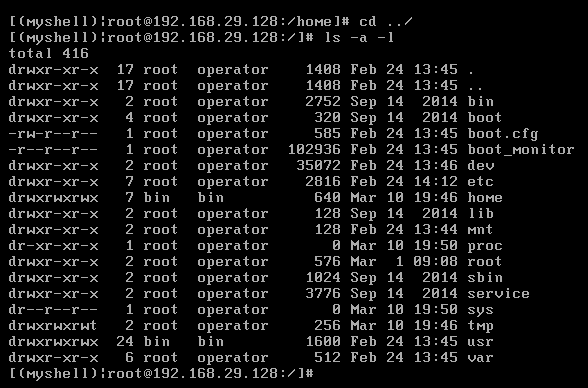 [(myshell)¦root@192.168.29.128:/home]# cd ../
[(myshell)¦root@192.168.29.128:/]# ls -a -l
total 416
drwxr-xr-x  17 root  operator    1408 Feb 24 13:45 .
drwxr-xr-x  17 root  operator    1408 Feb 24 13:45 ..
drwxr-xr-x   2 root  operator    2752 Sep 14  2014 bin
drwxr-xr-x   4 root  operator     320 Sep 14  2014 boot
-rw-r--r--   1 root  operator     585 Feb 24 13:45 boot.cfg
-r--r--r--   1 root  operator  102936 Feb 24 13:45 boot_monitor
drwxr-xr-x   2 root  operator   35072 Feb 24 13:46 dev
drwxr-xr-x   7 root  operator    2816 Feb 24 14:12 etc
drwxrwxrwx   7 bin   bin          640 Mar 10 19:46 home
drwxr-xr-x   2 root  operator     128 Sep 14  2014 lib
drwxr-xr-x   2 root  operator     128 Feb 24 13:44 mnt
dr-xr-xr-x   1 root  operator       0 Mar 10 19:50 proc
drwxr-xr-x   2 root  operator     576 Mar  1 09:08 root
drwxr-xr-x   2 root  operator    1024 Sep 14  2014 sbin
drwxr-xr-x   2 root  operator    3776 Sep 14  2014 service
dr--r--r--   1 root  operator       0 Mar 10 19:50 sys
drwxrwxrwt   2 root  operator     256 Mar 10 19:46 tmp
drwxrwxrwx  24 bin   bin         1600 Feb 24 13:45 usr
drwxr-xr-x   6 root  operator     512 Feb 24 13:45 var
[(myshell)¦root@192.168.29.128:/]#